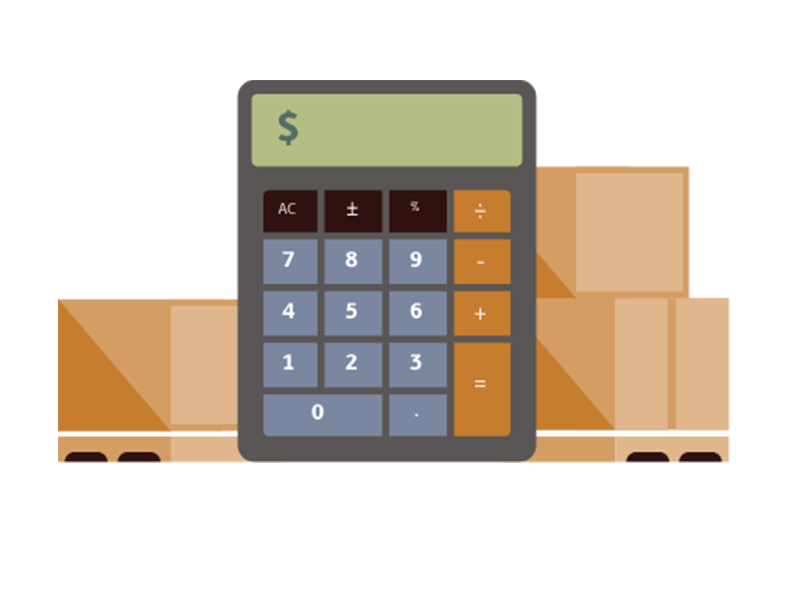 $
AC ± % ÷
7 8 9 -
4 5 6 +
1 2 3 =
0 .